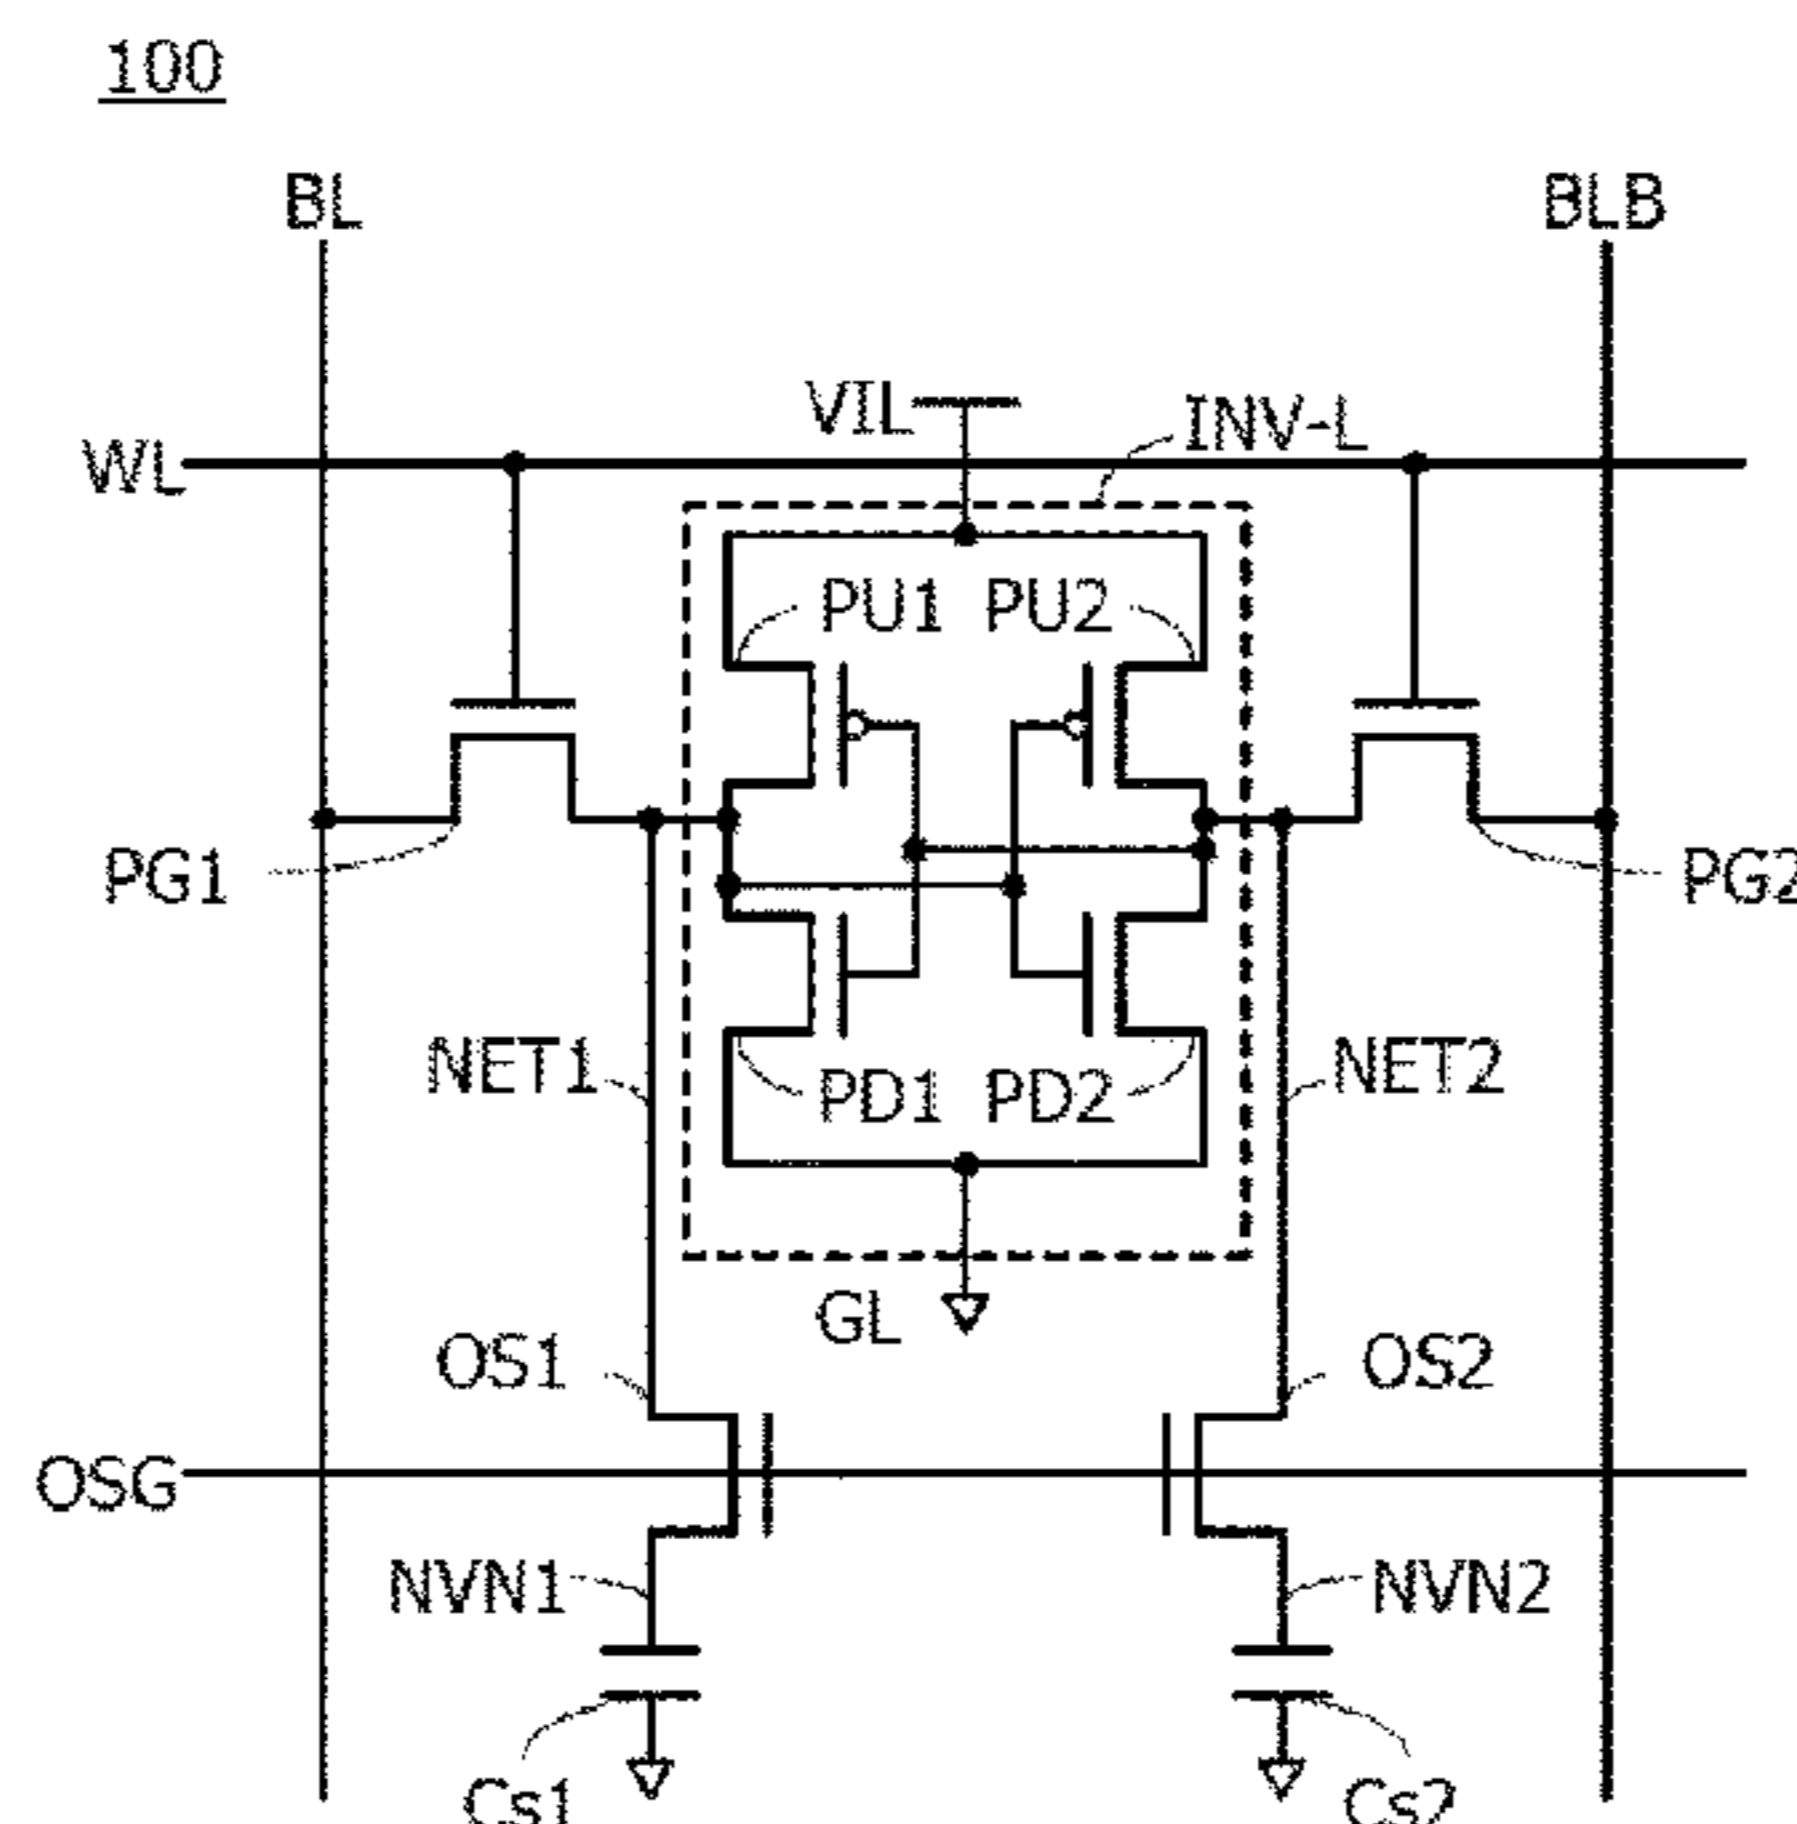 100
BL BLB
VIL INV-L
WL
PU1 PU2
PG1 PG2
NET1 PD1 PD2 NET2
GL
OS1 OS2
OSG
NVN1 NVN2
Cs1 Cs2